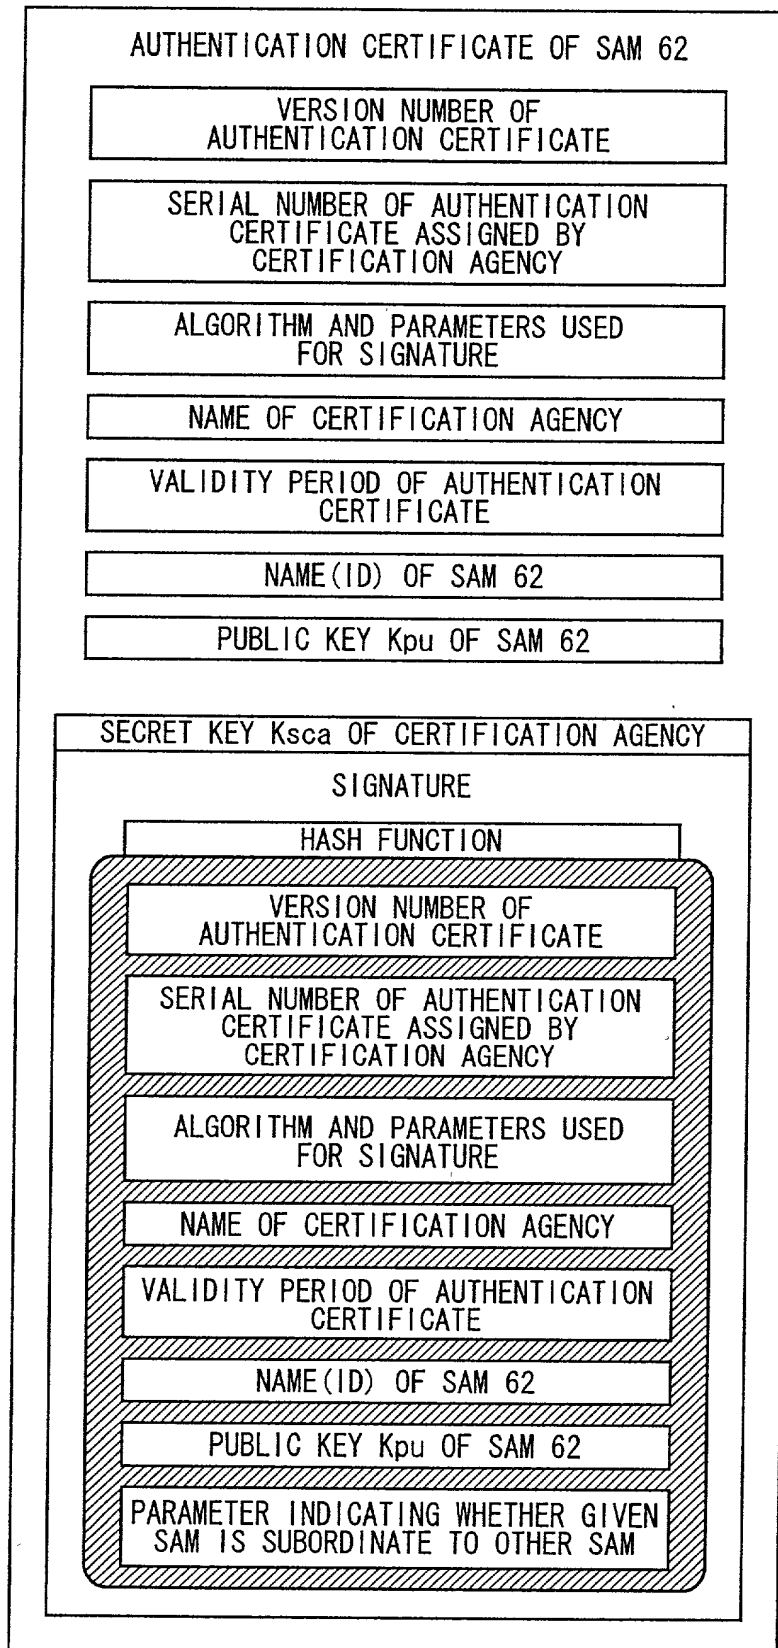 AUTHENTICATION CERTIFICATE OF SAM 62
VERSION NUMBER OF
AUTHENTICATION CERTIFICATE
SERIAL NUMBER OF AUTHENTICATION
CERTIFICATE ASSIGNED BY
CERTIFICATION AGENCY
ALGORITHM AND PARAMETERS USED
FOR SIGNATURE
NAME OF CERTIFICATION AGENCY
VALIDITY PERIOD OF AUTHENTICATION
CERTIFICATE
NAME(ID) OF SAM 62
PUBLIC KEY Kpu OF SAM 62
SECRET KEY Ksca OF CERTIFICATION AGENCY
SIGNATURE
HASH FUNCTION
VERSION NUMBER OF
AUTHENTICATION CERTIFICATE
SERIAL NUMBER OF AUTHENTICATION
CERTIFICATE ASSIGNED BY
CERTIFICATION AGENCY
ALGORITHM AND PARAMETERS USED
FOR SIGNATURE
NAME OF CERTIFICATION AGENCY
VALIDITY PERIOD OF AUTHENTICATION
CERTIFICATE
NAME(ID) OF SAM 62
PUBLIC KEY Kpu OF SAM 62
PARAMETER INDICATING WHETHER GIVEN
SAM IS SUBORDINATE TO OTHER SAM